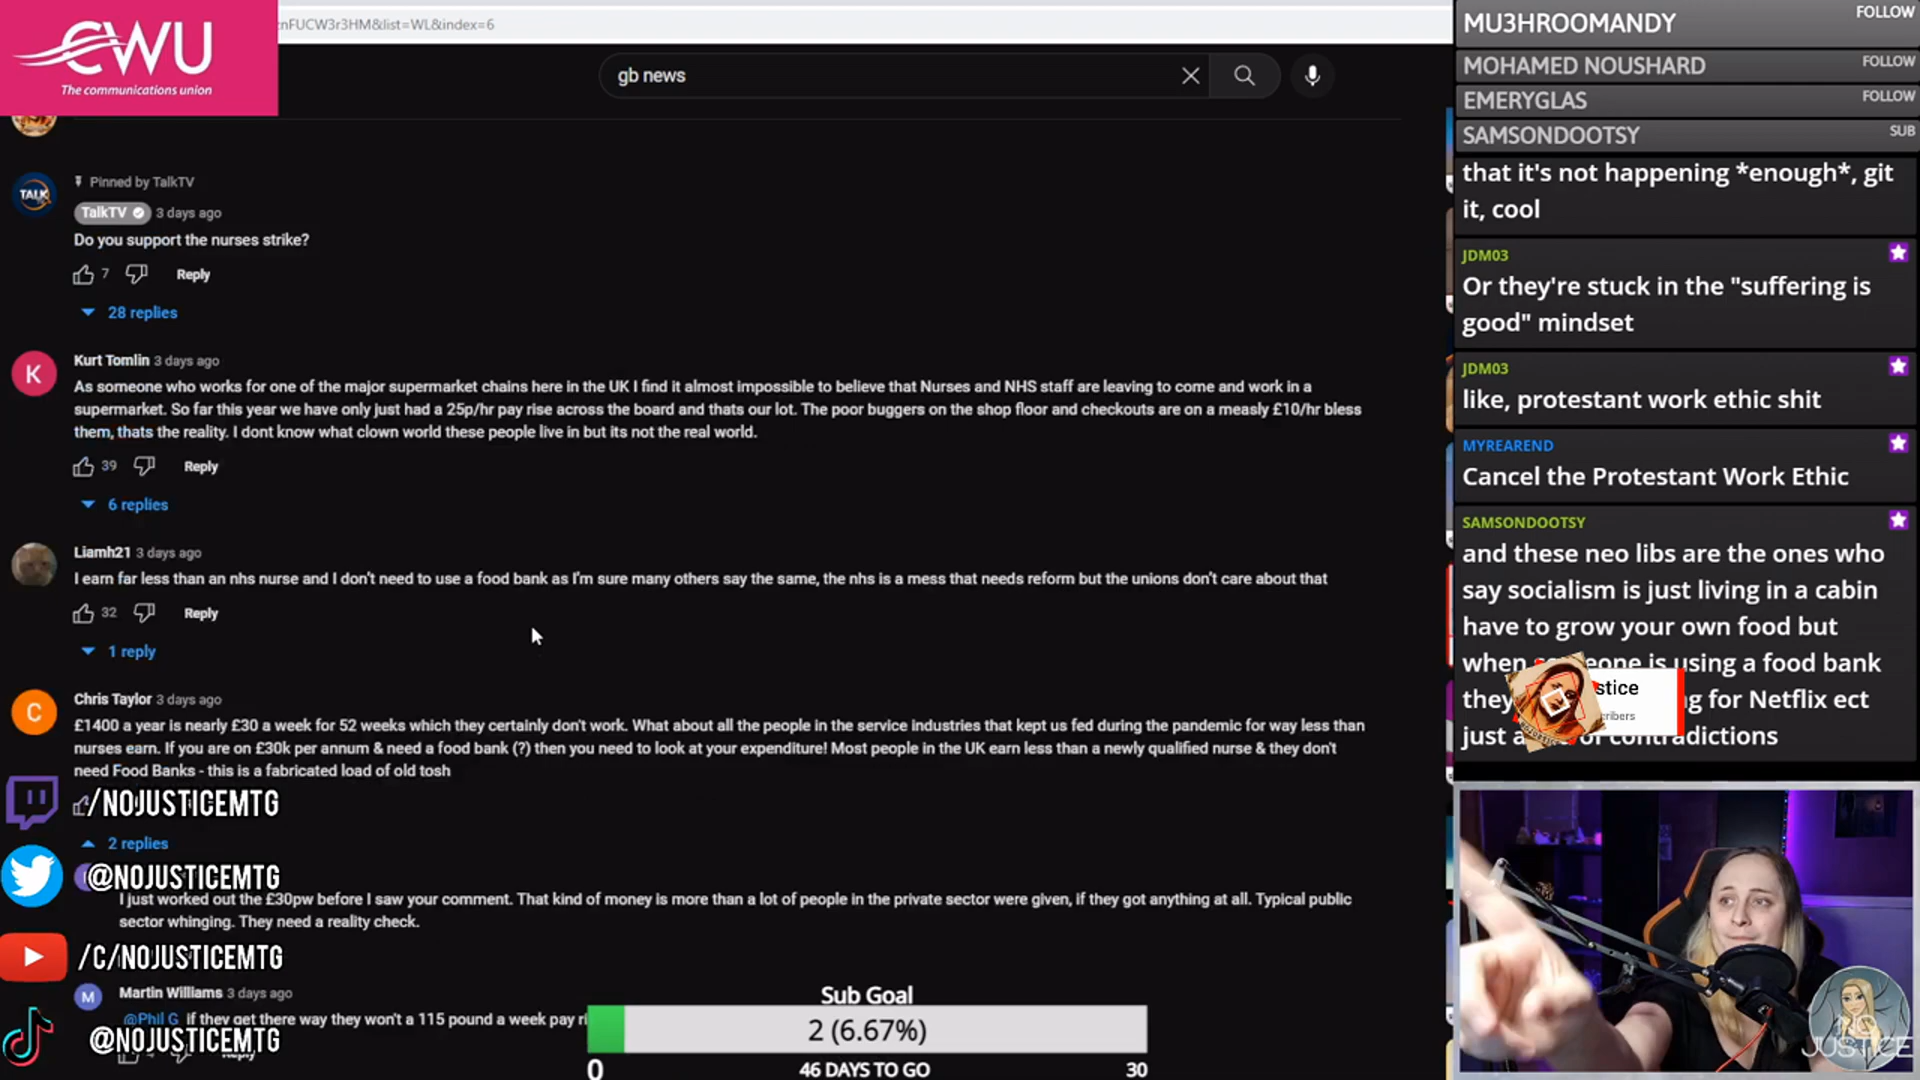 CWU
The communications union
nFUCW3r3HM&list=WL&index=6
gb news
Pinned by TalkTV
TALK
TalkTV 3 days ago
Do you support the nurses strike?
7 Reply
28 replies
K
Kurt Tomlin 3 days ago
As someone who works for one of the major supermarket chains here in the UK I find it almost impossible to believe that Nurses and NHS staff are leaving to come and work in a
supermarket. So far this year we have only just had a 25p/hr pay rise across the board and thats our lot. The poor buggers on the shop floor and checkouts are on a measly £10/hr bless
them, thats the reality. I dont know what clown world these people live in but its not the real world.
39 Reply
6 replies
Liamh21 3 days ago
I earn far less than an nhs nurse and I don't need to use a food bank as I'm sure many others say the same, the nhs is a mess that needs reform but the unions don't care about that
32 Reply
1 reply
C
Chris Taylor 3 days ago
£1400 a year is nearly £30 a week for 52 weeks which they certainly don't work. What about all the people in the service industries that kept us fed during the pandemic for way less than
nurses earn. If you are on £30k per annum & need a food bank (?) then you need to look at your expenditure! Most people in the UK earn less than a newly qualified nurse & they don't
need Food Banks - this is a fabricated load of old tosh
/NOJUSTICEMTG
2 replies
@NOJUSTICEMTG
I just worked out the £30pw before I saw your comment. That kind of money is more than a lot of people in the private sector were given, if they got anything at all. Typical public
sector whinging. They need a reality check.
/C/NOJUSTICEMTG
M
Martin Williams 3 days ago
@Phil G if they get there way they won't a 115 pound a week pay ri
@NOJUSTICEMTG
Reply
Sub Goal
2 (6.67%)
0 46 DAYS TO GO 30
MU3HROOMANDY FOLLOW
MOHAMED NOUSHARD FOLLOW
EMERYGLAS FOLLOW
SAMSONDOOTSY SUB
that it's not happening *enough*, git
it, cool
JDM03
Or they're stuck in the "suffering is
good" mindset
JDM03
like, protestant work ethic shit
MYREAREND
Cancel the Protestant Work Ethic
SAMSONDOOTSY
and these neo libs are the ones who
say socialism is just living in a cabin
have to grow your own food but
when someone is using a food bank
they stice g for Netflix ect
cribers
just a of contradictions
NO
JUSTICE